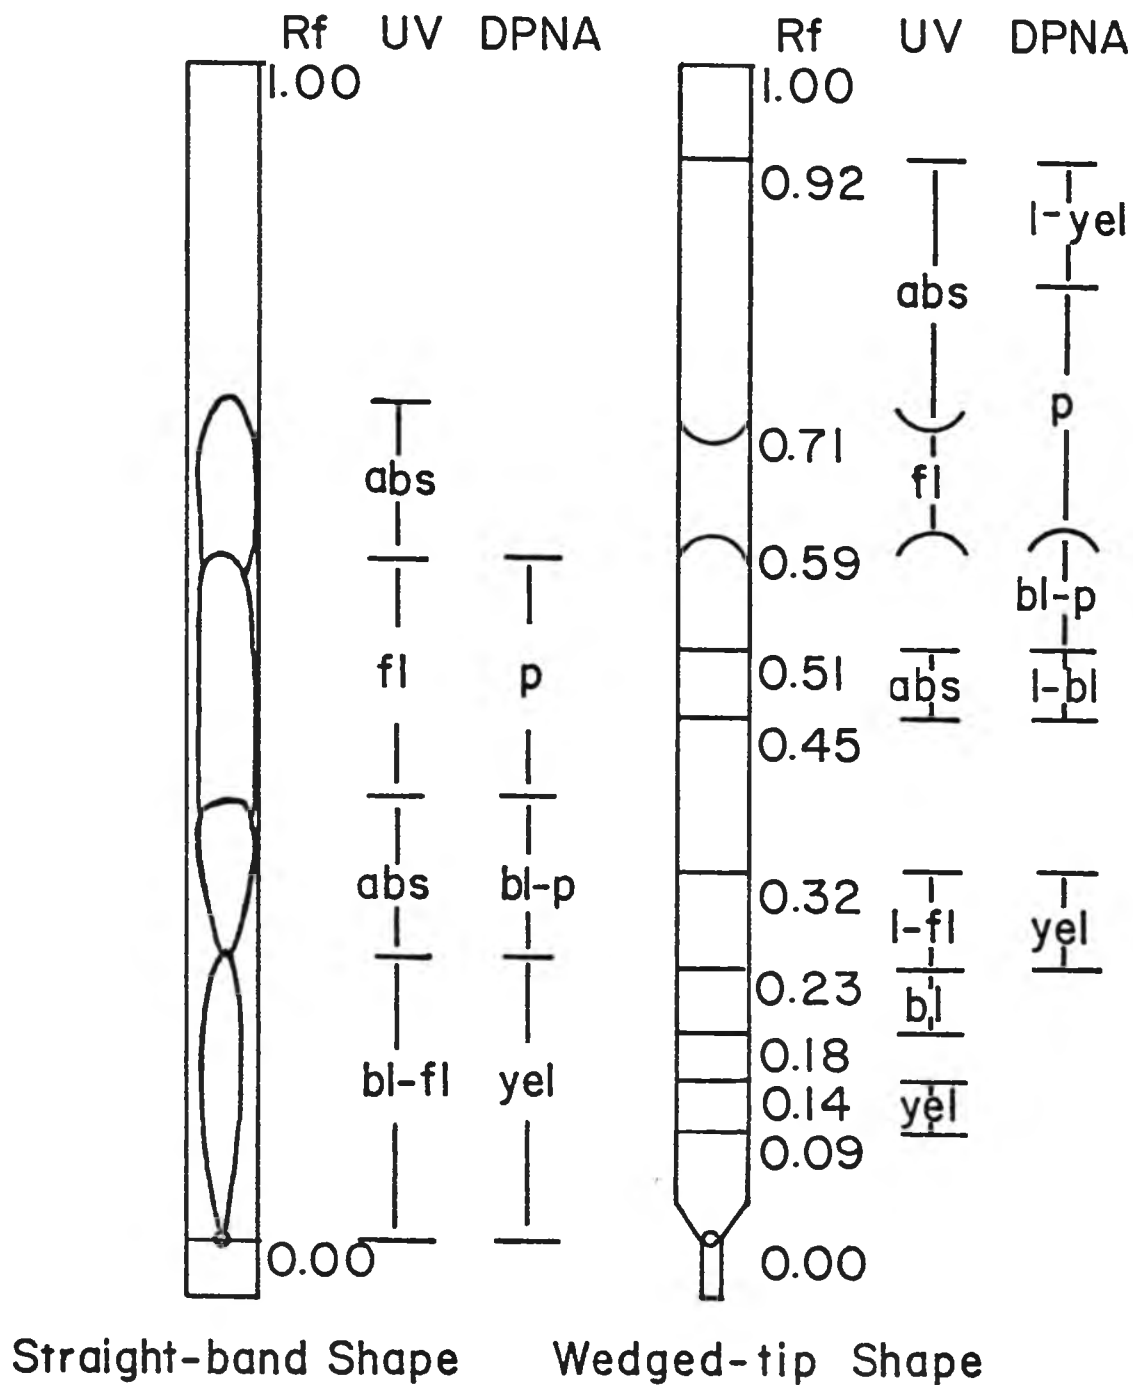 Rf UV DPNA
1.00
abs
fl p
abs bl-p
bl-fl yel
0.00
Straight-band Shape
Rf UV DPNA
1.00
0.92
l-yel
abs
p
0.71
fl
0.59
bl-p
0.51 abs l-bl
0.45
0.32 l-fl yel
0.23 bl
0.18
0.14 yel
0.09
0.00
Wedged-tip Shape